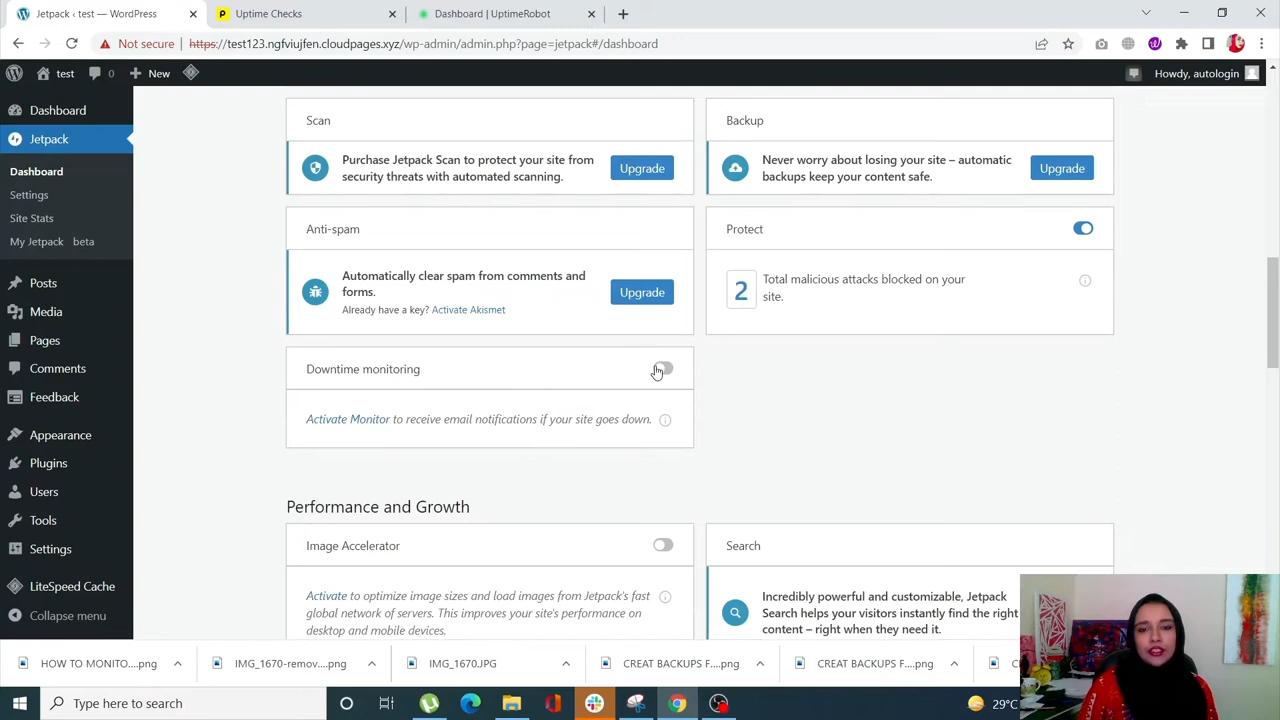 Jetpack ‹ test — WordPress
Uptime Checks
Dashboard | UptimeRobot
Not secure
https://test123.ngfviujfen.cloudpages.xyz/wp-admin/admin.php?page=jetpack#/dashboard
test
0
New
Howdy, autologin
Dashboard
Jetpack
Dashboard
Settings
Site Stats
My Jetpack beta
Posts
Media
Pages
Comments
Feedback
Appearance
Plugins
Users
Tools
Settings
LiteSpeed Cache
Collapse menu
Scan
Purchase Jetpack Scan to protect your site from
security threats with automated scanning.
Upgrade
Backup
Never worry about losing your site – automatic
backups keep your content safe.
Upgrade
Anti-spam
Automatically clear spam from comments and
forms.
Already have a key? Activate Akismet
Upgrade
Protect
2
Total malicious attacks blocked on your
site.
Downtime monitoring
Activate Monitor to receive email notifications if your site goes down.
Performance and Growth
Image Accelerator
Activate to optimize image sizes and load images from Jetpack's fast
global network of servers. This improves your site's performance on
desktop and mobile devices.
Search
Incredibly powerful and customizable, Jetpack
Search helps your visitors instantly find the right
content – right when they need it.
HOW TO MONITO....png
IMG_1670-remov....png
IMG_1670.JPG
CREAT BACKUPS F....png
CREAT BACKUPS F....png
Type here to search
29°C